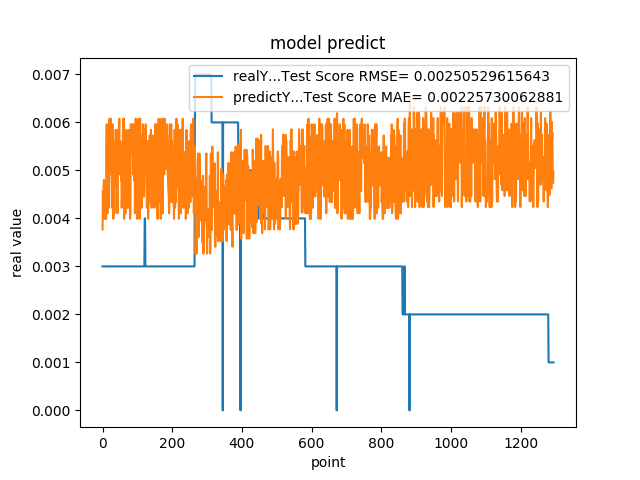 model predict
realY...Test Score RMSE= 0.00250529615643
predictY...Test Score MAE= 0.00225730062881
0.007
0.006
0.005
0.004
0.003
0.002
0.001
0.000
real value
0 200 400 600 800 1000 1200
point